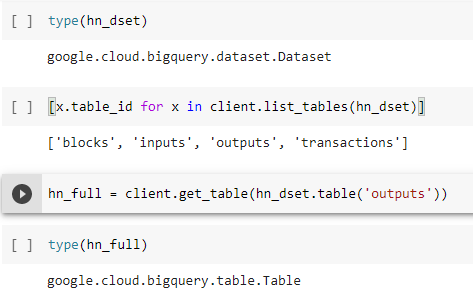 [ ] type(hn_dset)
google.cloud.bigquery.dataset.Dataset
[ ] [x.table_id for x in client.list_tables(hn_dset)]
['blocks', 'inputs', 'outputs', 'transactions']
hn_full = client.get_table(hn_dset.table('outputs'))
[ ] type(hn_full)
google.cloud.bigquery.table.Table